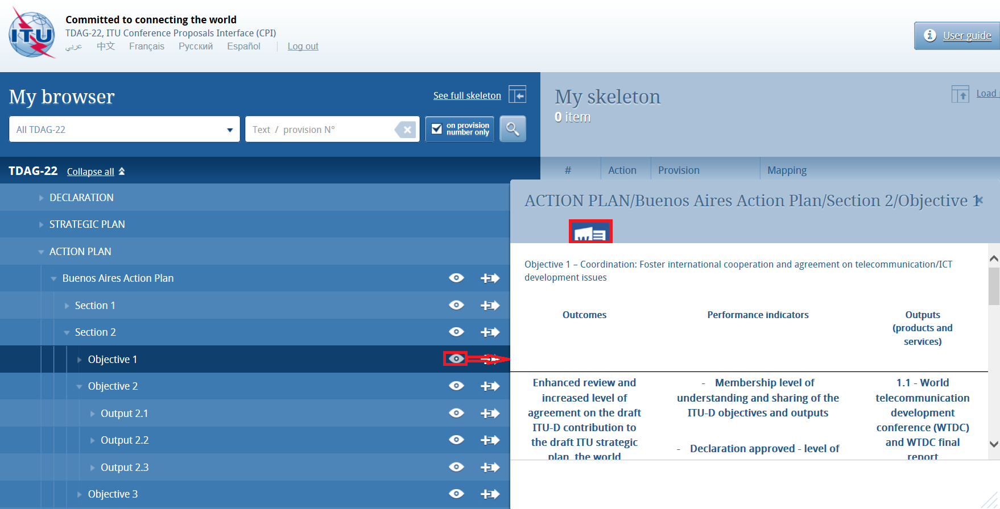 ITU
Committed to connecting the world
TDAG-22, ITU Conference Proposals Interface (CPI)
عربي 中文 Français Русский Español Log out
User guide
My browser
See full skeleton
All TDAG-22
Text / provision N°
on provision
number only
TDAG-22 Collapse all
DECLARATION
STRATEGIC PLAN
ACTION PLAN
Buenos Aires Action Plan
Section 1
Section 2
Objective 1
Objective 2
Output 2.1
Output 2.2
Output 2.3
Objective 3
My skeleton
0 item
Load
# Action Provision Mapping
ACTION PLAN/Buenos Aires Action Plan/Section 2/Objective 1
W
Objective 1 – Coordination: Foster international cooperation and agreement on telecommunication/ICT
development issues
Outcomes
Performance indicators
Outputs
(products and
services)
Enhanced review and
increased level of
agreement on the draft
ITU-D contribution to
the draft ITU strategic
plan, the world
- Membership level of
understanding and sharing of the
ITU-D objectives and outputs
- Declaration approved - level of
1.1 - World
telecommunication
development
conference (WTDC)
and WTDC final
report